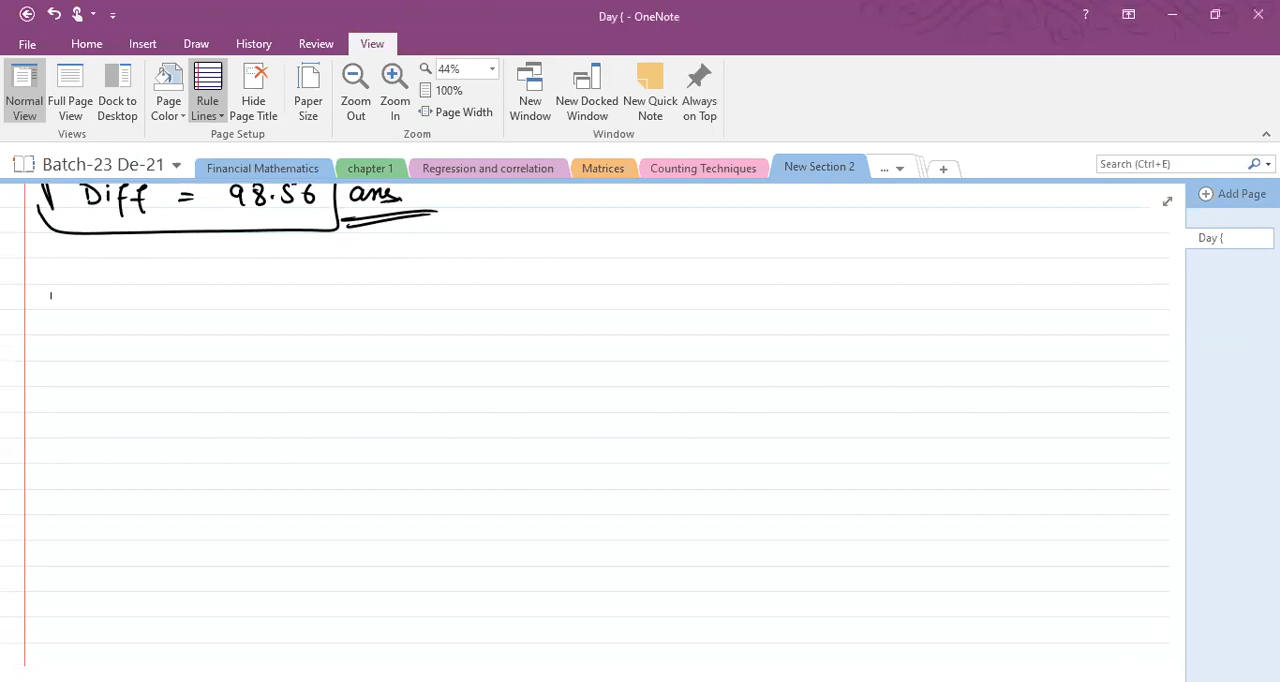 Day { - OneNote
?
File Home Insert Draw History Review View
Normal View
Full Page View
Dock to Desktop
Views
Page Color
Rule Lines
Hide Page Title
Paper Size
Page Setup
Zoom Out
Zoom In
44%
100%
Page Width
Zoom
New Window
New Docked Window
New Quick Note
Always on Top
Window
Batch-23 De-21
Financial Mathematics
chapter 1
Regression and correlation
Matrices
Counting Techniques
New Section 2
...
Search (Ctrl+E)
Add Page
Day {
Diff = 98.56 ans